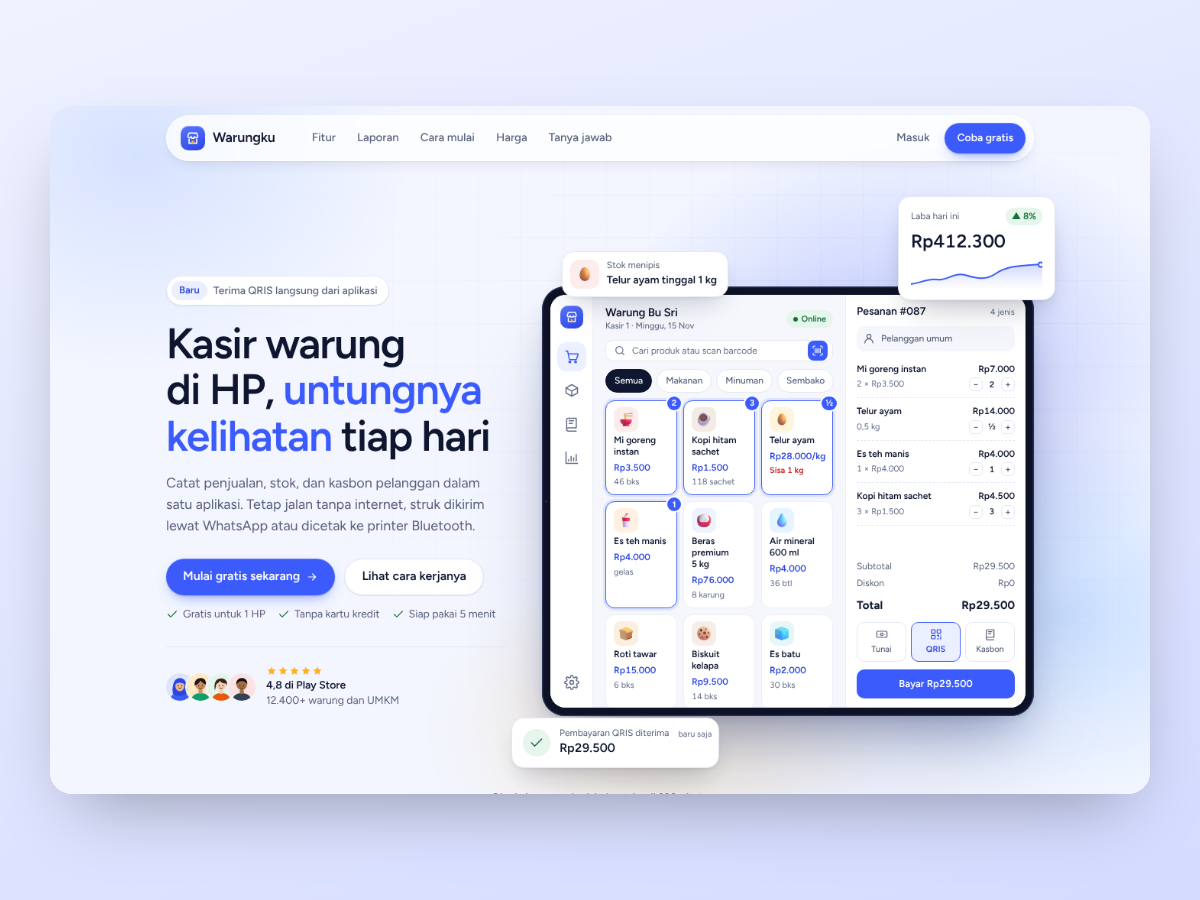 Warungku
Fitur
Laporan
Cara mulai
Harga
Tanya jawab
Masuk
Coba gratis
Baru
Terima QRIS langsung dari aplikasi
Kasir warung
di HP, untungnya
kelihatan tiap hari
Catat penjualan, stok, dan kasbon pelanggan dalam
satu aplikasi. Tetap jalan tanpa internet, struk dikirim
lewat WhatsApp atau dicetak ke printer Bluetooth.
Mulai gratis sekarang →
Lihat cara kerjanya
Gratis untuk 1 HP
Tanpa kartu kredit
Siap pakai 5 menit
4,8 di Play Store
12.400+ warung dan UMKM
Stok menipis
Telur ayam tinggal 1 kg
Laba hari ini
▲ 8%
Rp412.300
Warung Bu Sri
Kasir 1 · Minggu, 15 Nov
Online
Cari produk atau scan barcode
Semua
Makanan
Minuman
Sembako
2
Mi goreng
instan
Rp3.500
46 bks
3
Kopi hitam
sachet
Rp1.500
118 sachet
½
Telur ayam
Rp28.000/kg
Sisa 1 kg
1
Es teh manis
Rp4.000
gelas
Beras
premium
5 kg
Rp76.000
8 karung
Air mineral
600 ml
Rp4.000
36 btl
Roti tawar
Rp15.000
6 bks
Biskuit
kelapa
Rp9.500
14 bks
Es batu
Rp2.000
30 bks
Pesanan #087
4 jenis
Pelanggan umum
Mi goreng instan
Rp7.000
2 × Rp3.500
− 2 +
Telur ayam
Rp14.000
0,5 kg
− ½ +
Es teh manis
Rp4.000
1 × Rp4.000
− 1 +
Kopi hitam sachet
Rp4.500
3 × Rp1.500
− 3 +
Subtotal
Rp29.500
Diskon
Rp0
Total
Rp29.500
Tunai
QRIS
Kasbon
Bayar Rp29.500
Pembayaran QRIS diterima
baru saja
Rp29.500